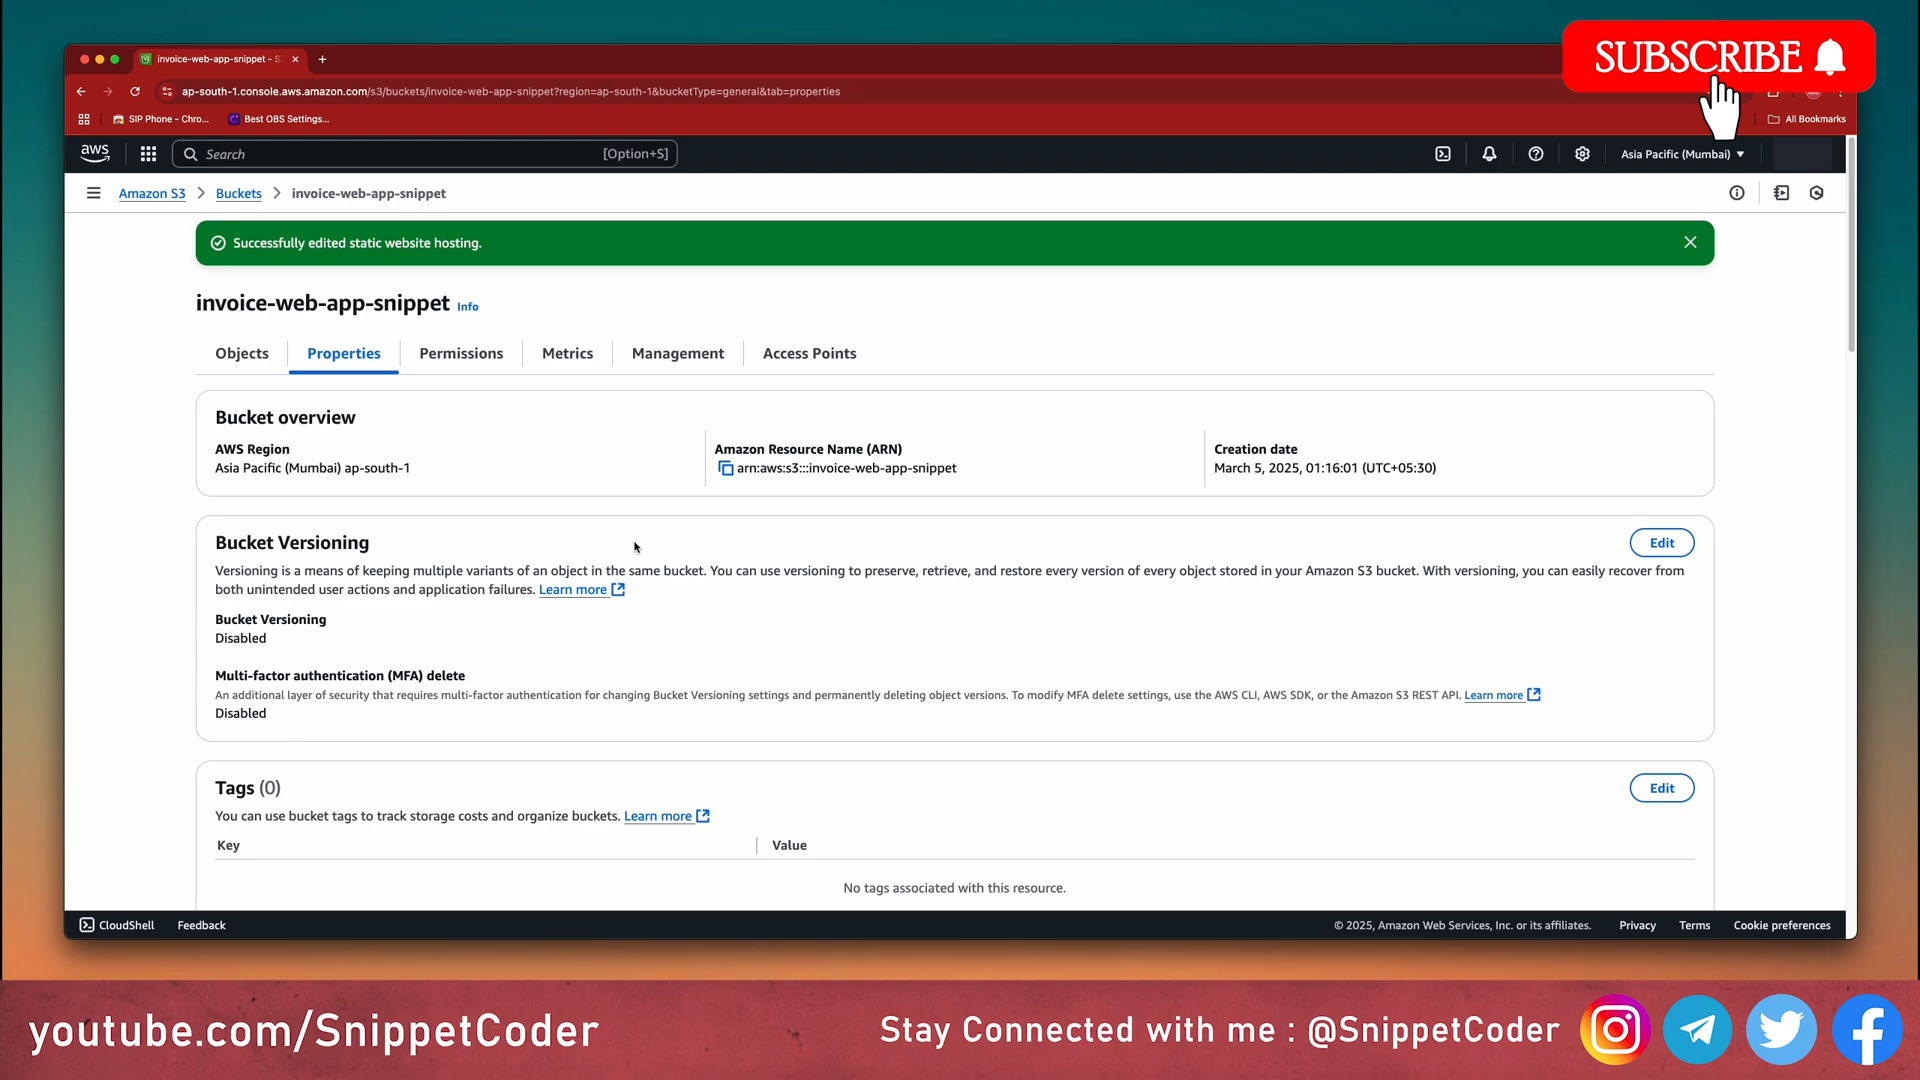 SUBSCRIBE
invoice-web-app-snippet - S
ap-south-1.console.aws.amazon.com/s3/buckets/invoice-web-app-snippet?region=ap-south-1&bucketType=general&tab=properties
SIP Phone - Chro...
Best OBS Settings...
All Bookmarks
aws
Search
[Option+S]
Asia Pacific (Mumbai)
Amazon S3
Buckets
invoice-web-app-snippet
Successfully edited static website hosting.
invoice-web-app-snippet Info
Objects
Properties
Permissions
Metrics
Management
Access Points
Bucket overview
AWS Region
Asia Pacific (Mumbai) ap-south-1
Amazon Resource Name (ARN)
arn:aws:s3:::invoice-web-app-snippet
Creation date
March 5, 2025, 01:16:01 (UTC+05:30)
Bucket Versioning
Edit
Versioning is a means of keeping multiple variants of an object in the same bucket. You can use versioning to preserve, retrieve, and restore every version of every object stored in your Amazon S3 bucket. With versioning, you can easily recover from
both unintended user actions and application failures. Learn more
Bucket Versioning
Disabled
Multi-factor authentication (MFA) delete
An additional layer of security that requires multi-factor authentication for changing Bucket Versioning settings and permanently deleting object versions. To modify MFA delete settings, use the AWS CLI, AWS SDK, or the Amazon S3 REST API. Learn more
Disabled
Tags (0)
Edit
You can use bucket tags to track storage costs and organize buckets. Learn more
Key
Value
No tags associated with this resource.
CloudShell
Feedback
© 2025, Amazon Web Services, Inc. or its affiliates.
Privacy
Terms
Cookie preferences
youtube.com/SnippetCoder
Stay Connected with me : @SnippetCoder